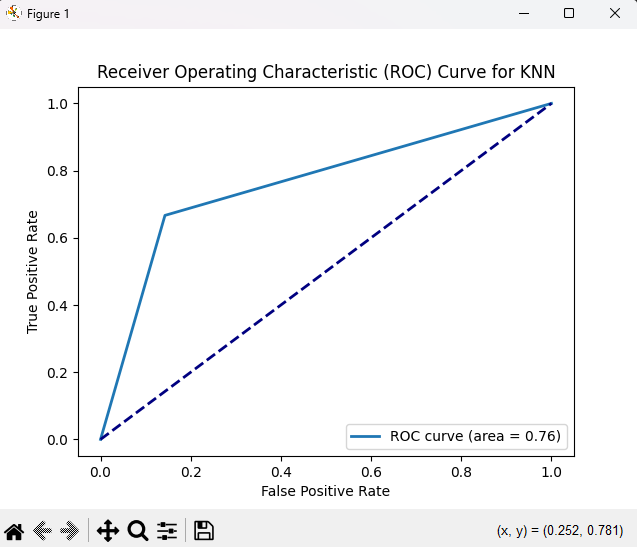 Figure 1
Receiver Operating Characteristic (ROC) Curve for KNN
1.0
0.8
0.6
0.4
0.2
0.0
True Positive Rate
ROC curve (area = 0.76)
0.0 0.2 0.4 0.6 0.8 1.0
False Positive Rate
(x, y) = (0.252, 0.781)